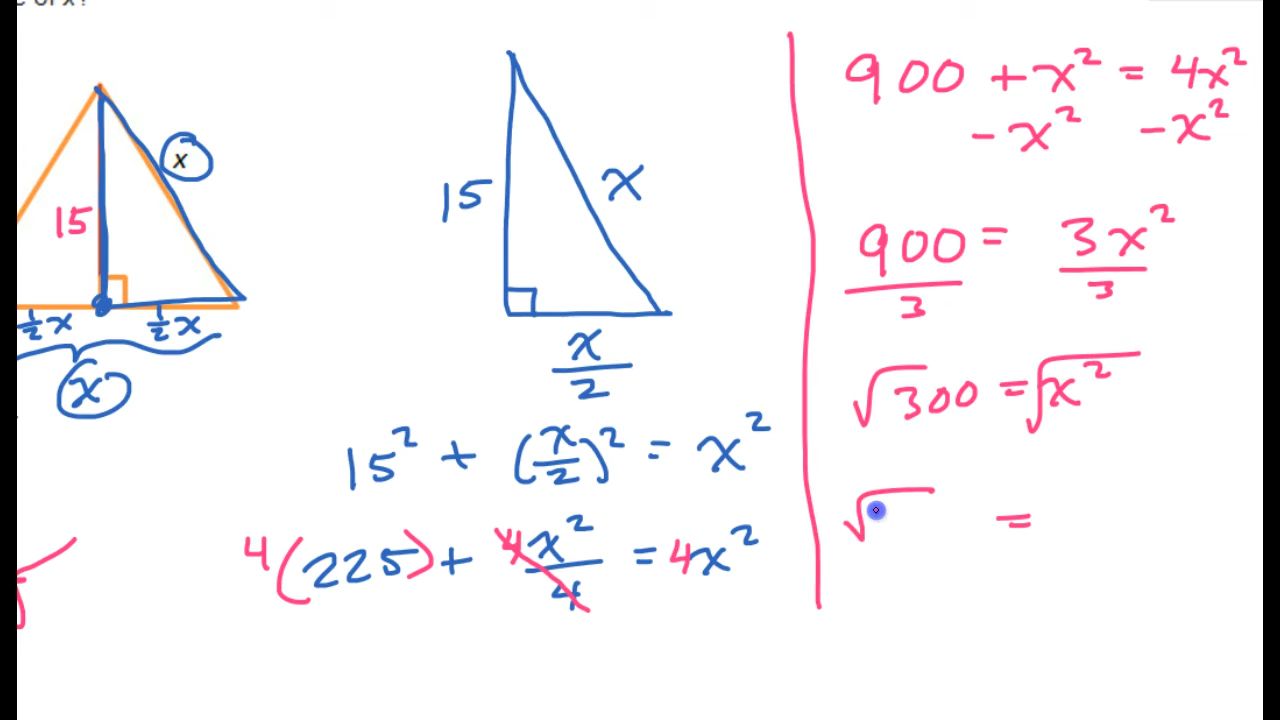 of x?
x
15
½x ½x
x
15
x
x/2
15² + (x/2)² = x²
4(225) + 4x²/4 = 4x²
900 + x² = 4x²
- x² - x²
900/3 = 3x²/3
√300 = √x²
√ =